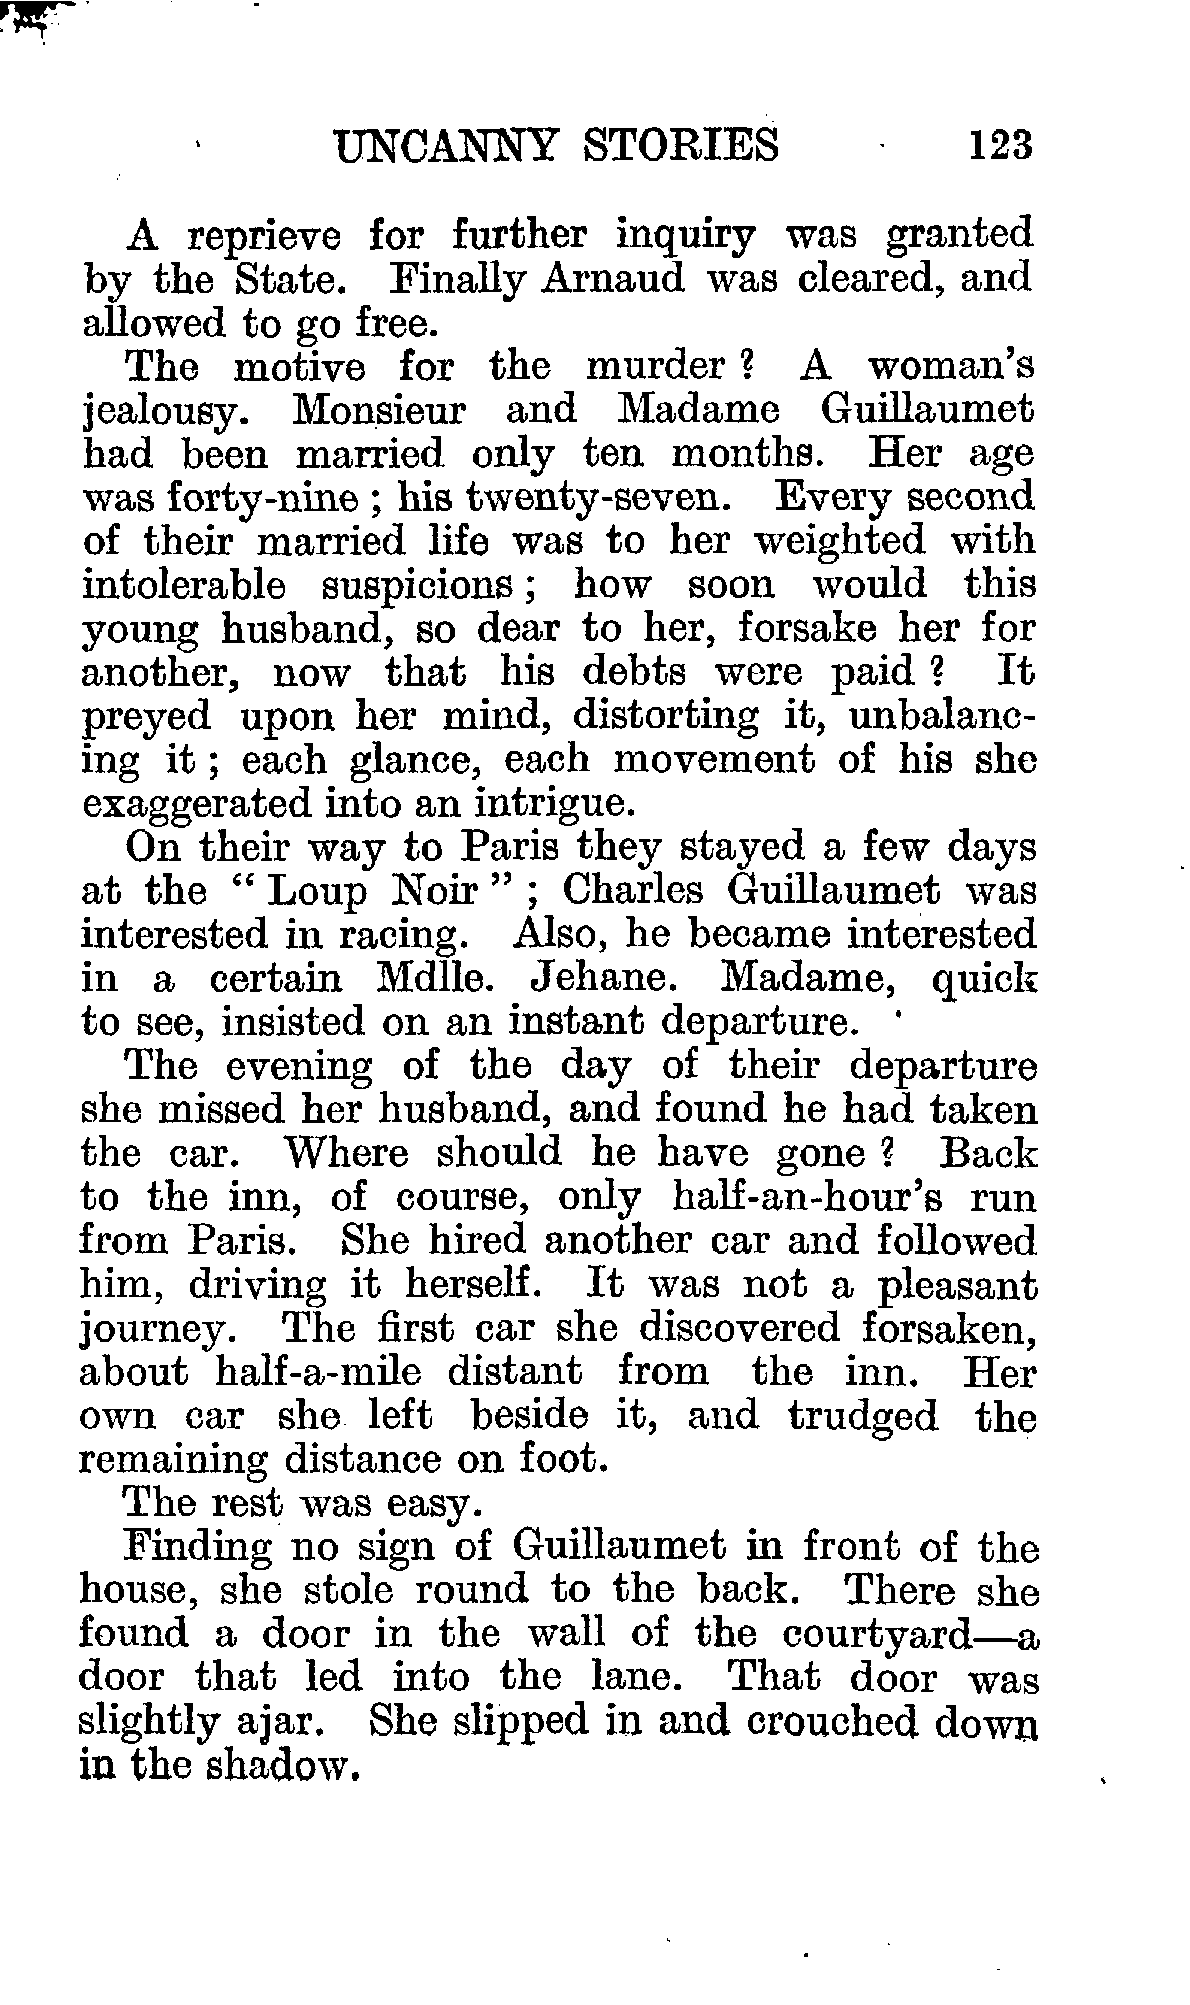 UNCANNY STORIES 123
A reprieve for further inquiry was granted
by the State. Finally Arnaud was cleared, and
allowed to go free.
The motive for the murder ? A woman's
jealousy. Monsieur and Madame Guillaumet
had been married only ten months. Her age
was forty-nine ; his twenty-seven. Every second
of their married life was to her weighted with
intolerable suspicions ; how soon would this
young husband, so dear to her, forsake her for
another, now that his debts were paid ? It
preyed upon her mind, distorting it, unbalanc-
ing it ; each glance, each movement of his she
exaggerated into an intrigue.
On their way to Paris they stayed a few days
at the “ Loup Noir ” ; Charles Guillaumet was
interested in racing. Also, he became interested
in a certain Mdlle. Jehane. Madame, quick
to see, insisted on an instant departure.
The evening of the day of their departure
she missed her husband, and found he had taken
the car. Where should he have gone ? Back
to the inn, of course, only half-an-hour's run
from Paris. She hired another car and followed
him, driving it herself. It was not a pleasant
journey. The first car she discovered forsaken,
about half-a-mile distant from the inn. Her
own car she left beside it, and trudged the
remaining distance on foot.
The rest was easy.
Finding no sign of Guillaumet in front of the
house, she stole round to the back. There she
found a door in the wall of the courtyard—a
door that led into the lane. That door was
slightly ajar. She slipped in and crouched down
in the shadow.